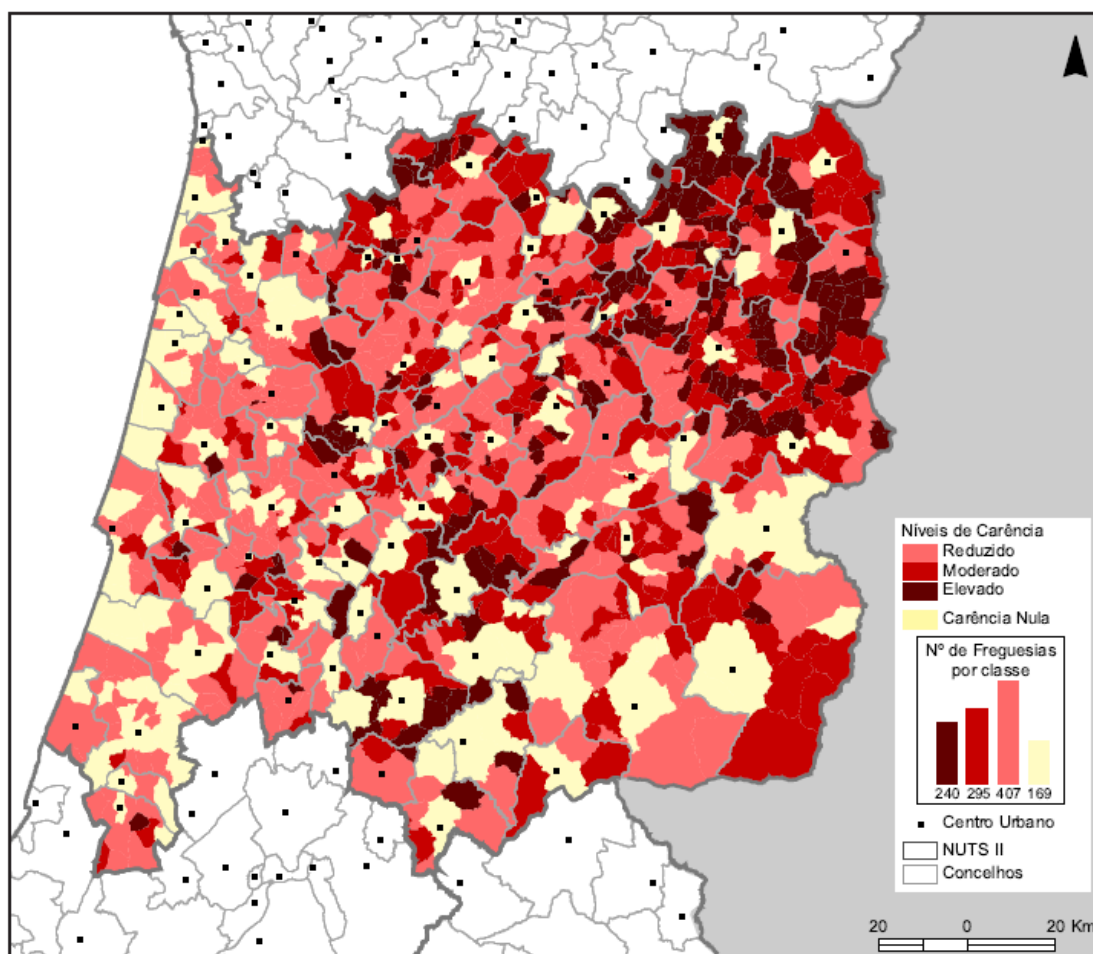 Níveis de Carência
Reduzido
Moderado
Elevado
Carência Nula
Nº de Freguesias
por classe
240 295 407 169
Centro Urbano
NUTS II
Concelhos
20 0 20 Km